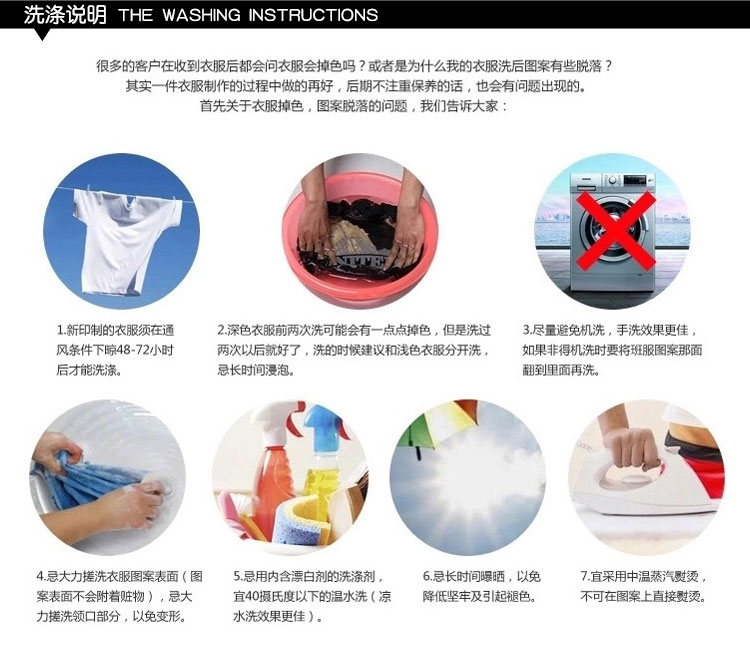 洗涤说明 THE WASHING INSTRUCTIONS
很多的客户在收到衣服后都会问衣服会掉色吗？或者是为什么我的衣服洗后图案有些脱落？
其实一件衣服制作的过程中做的再好，后期不注重保养的话，也会有问题出现的。
首先关于衣服掉色，图案脱落的问题，我们告诉大家：
1.新印制的衣服须在通
风条件下晾48-72小时
后才能洗涤。
2.深色衣服前两次洗可能会有一点点掉色，但是洗过
两次以后就好了，洗的时候建议和浅色衣服分开洗，
忌长时间浸泡。
3.尽量避免机洗，手洗效果更佳，
如果非得机洗时要将班服图案那面
翻到里面再洗。
4.忌大力搓洗衣服图案表面（图
案表面不会附着赃物），忌大
力搓洗领口部分，以免变形。
5.忌用内含漂白剂的洗涤剂，
宜40摄氏度以下的温水洗（凉
水洗效果更佳）。
6.忌长时间曝晒，以免
降低坚牢及引起褪色。
7.宜采用中温蒸汽熨烫，
不可在图案上直接熨烫。